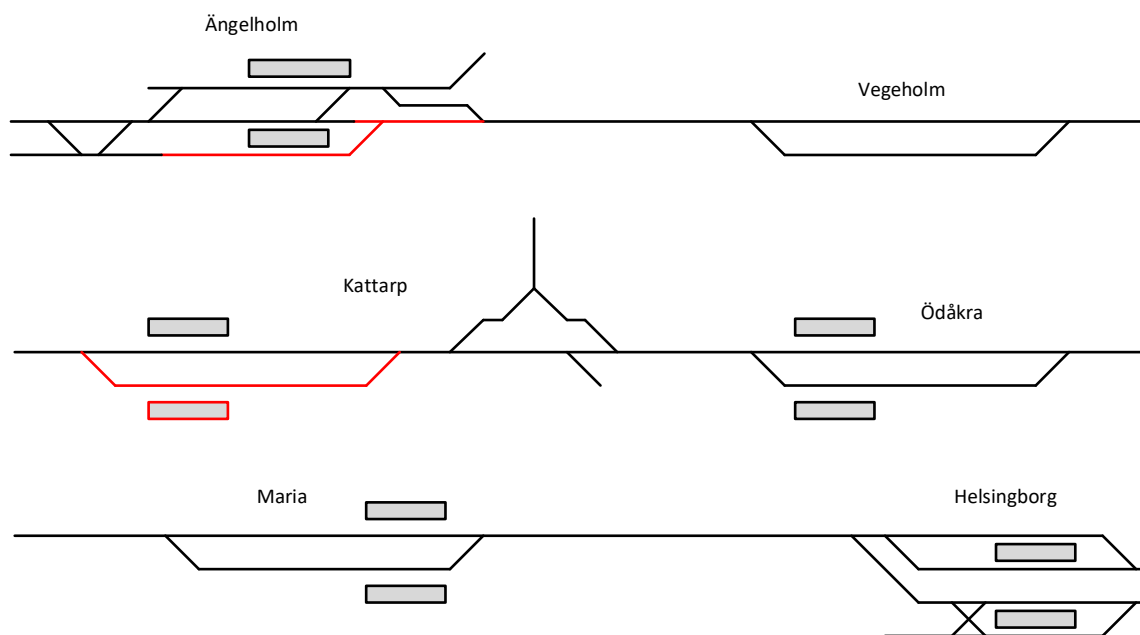 Ängelholm
Vegeholm
Kattarp
Ödåkra
Maria
Helsingborg